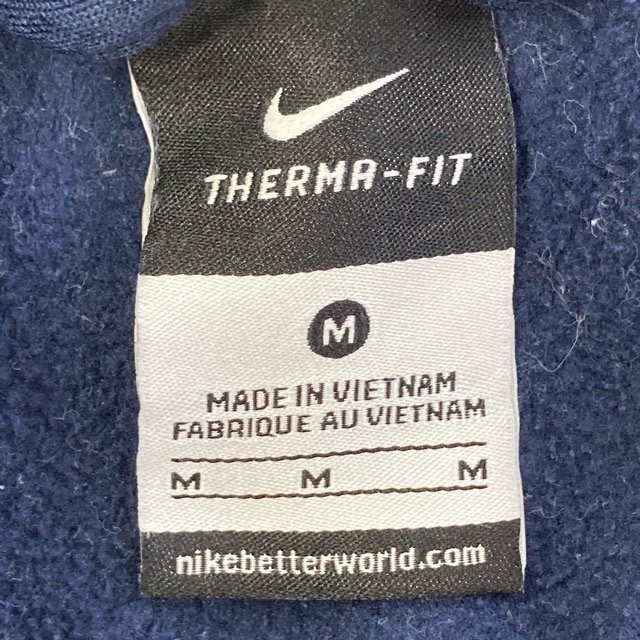 THERMA-FIT
M
MADE IN VIETNAM
FABRIQUE AU VIETNAM
M M M
nikebetterworld.com